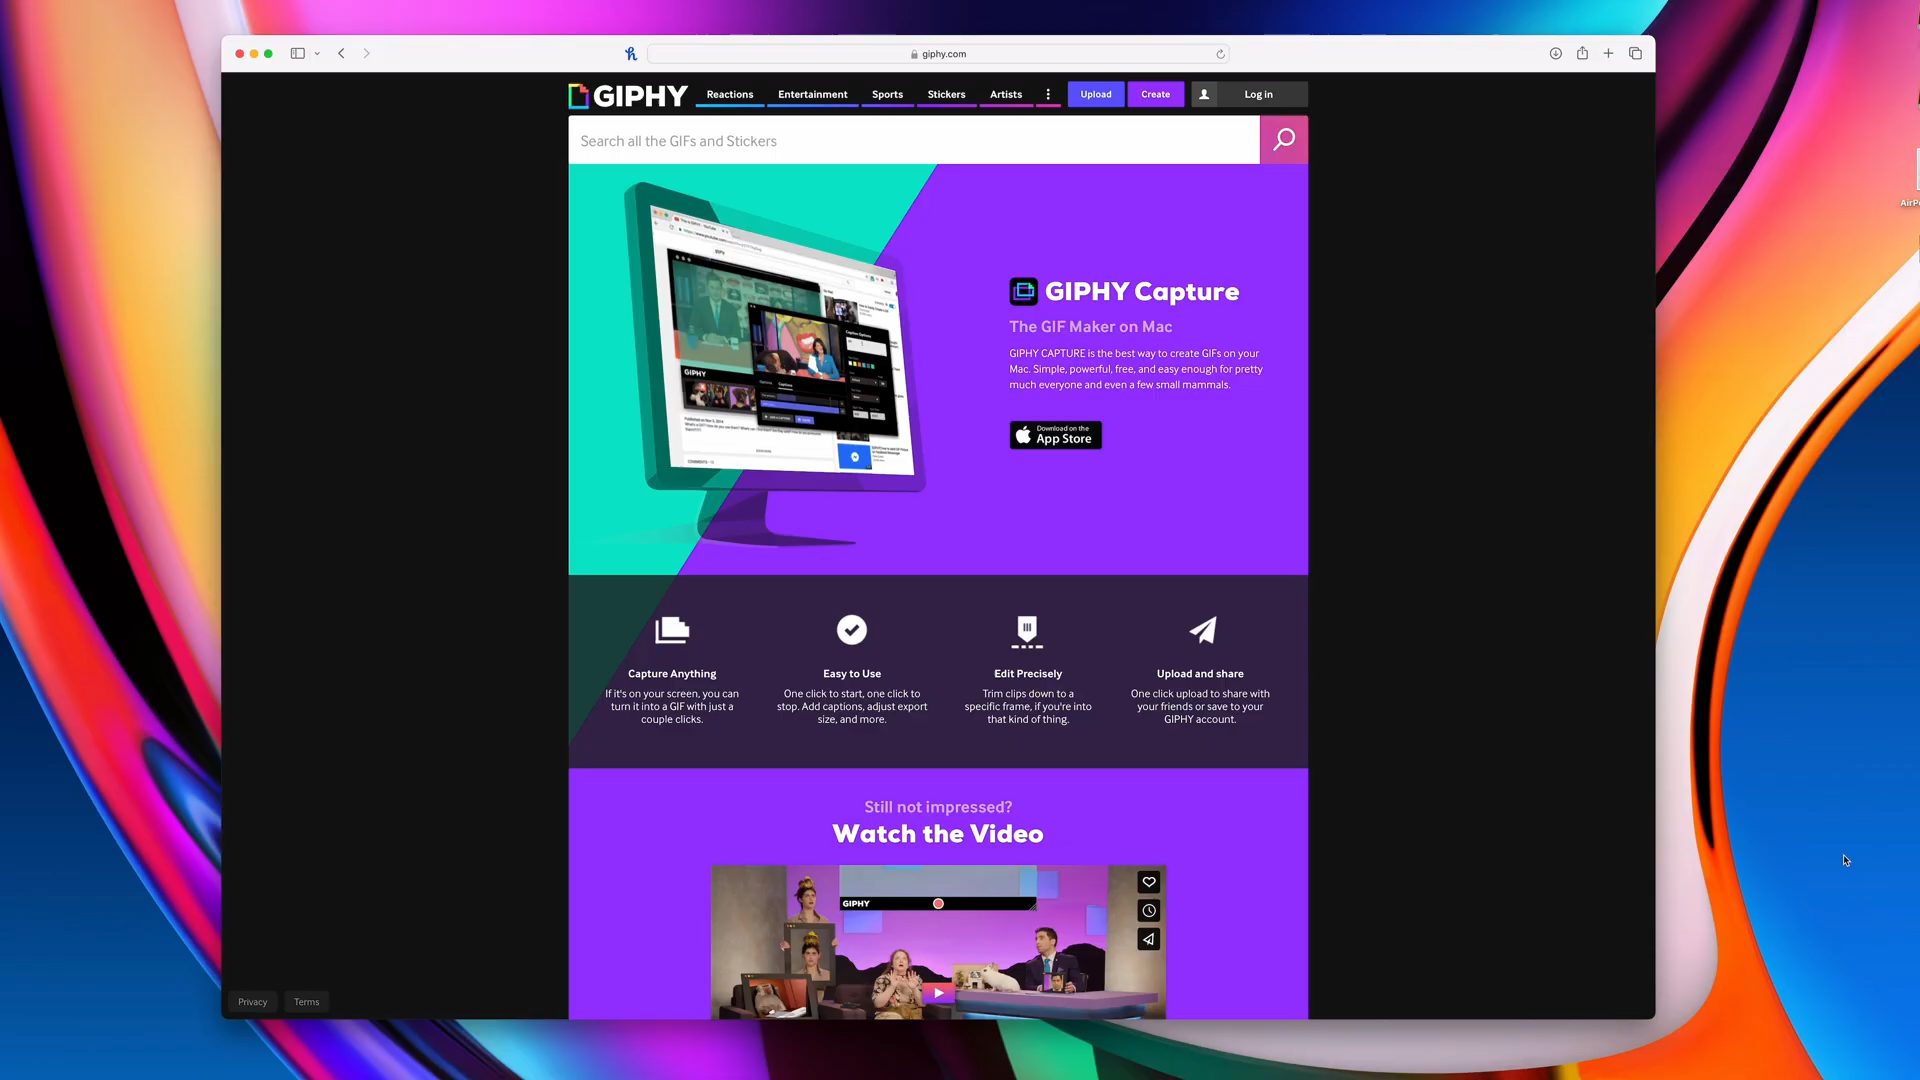 giphy.com
GIPHY
Reactions
Entertainment
Sports
Stickers
Artists
Upload
Create
Log in
Search all the GIFs and Stickers
AirP
GIPHY Capture
The GIF Maker on Mac
GIPHY CAPTURE is the best way to create GIFs on your
Mac. Simple, powerful, free, and easy enough for pretty
much everyone and even a few small mammals.
Download on the
App Store
GIPHY
Capture Anything
If it's on your screen, you can
turn it into a GIF with just a
couple clicks.
Easy to Use
One click to start, one click to
stop. Add captions, adjust export
size, and more.
Edit Precisely
Trim clips down to a
specific frame, if you're into
that kind of thing.
Upload and share
One click upload to share with
your friends or save to your
GIPHY account.
Still not impressed?
Watch the Video
GIPHY
Privacy
Terms